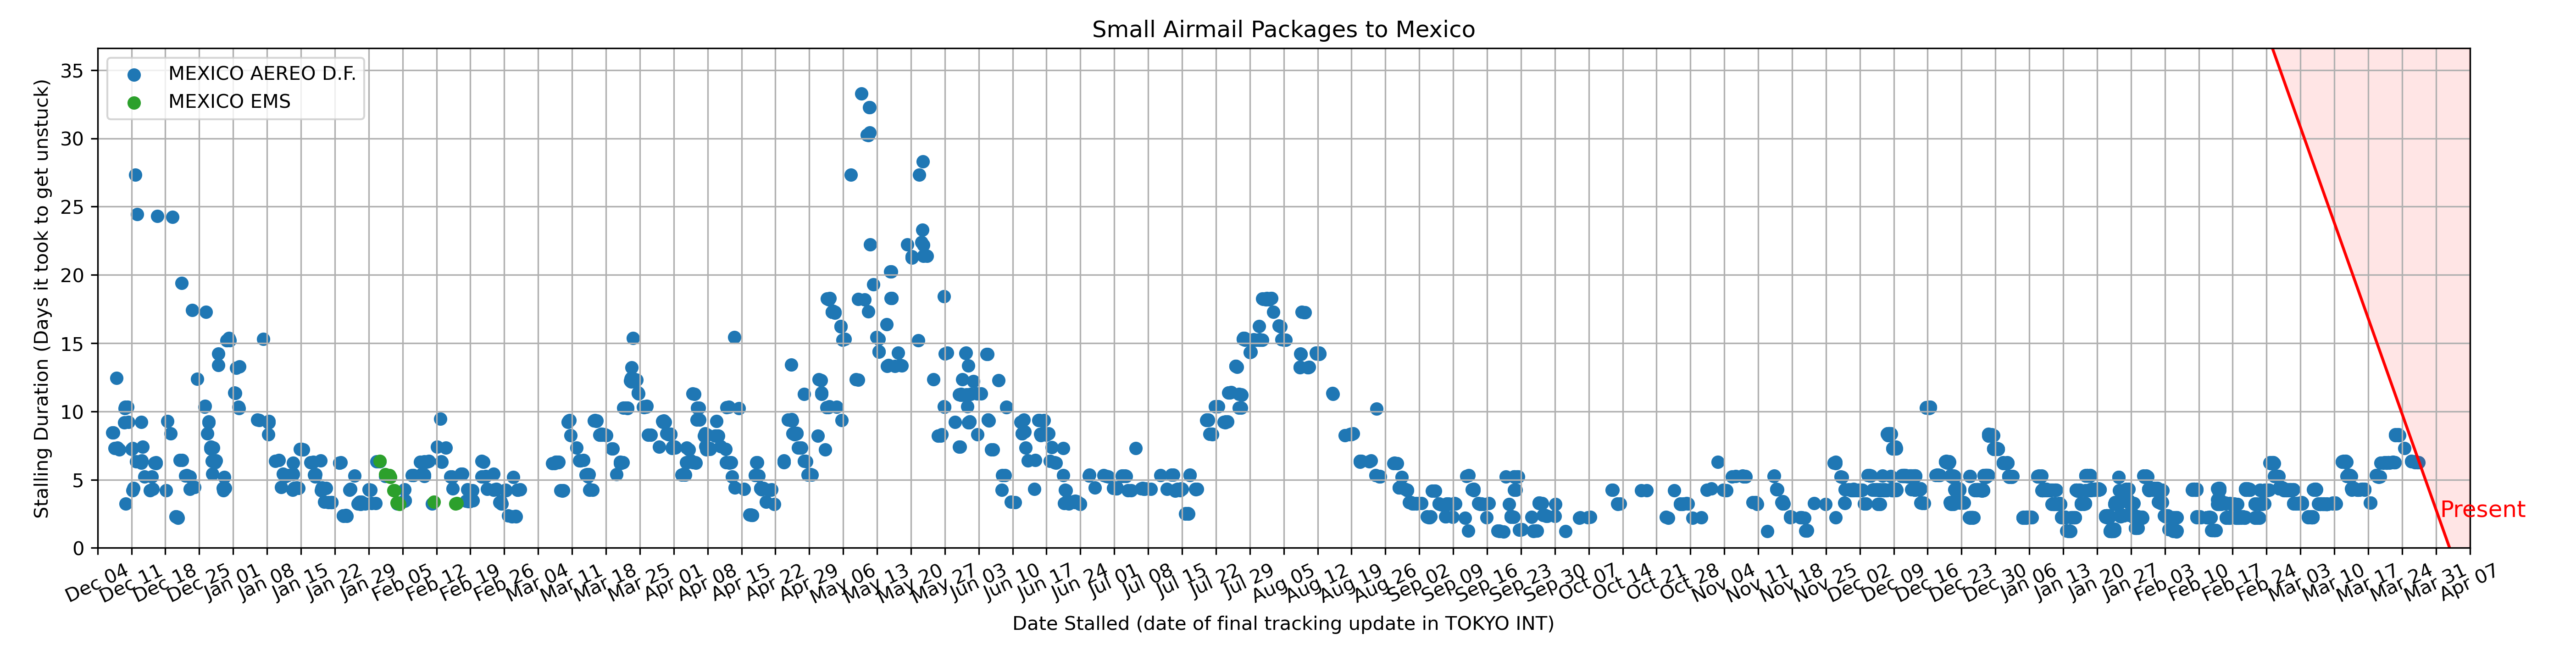 Small Airmail Packages to Mexico
MEXICO AEREO D.F.
MEXICO EMS
Stalling Duration (Days it took to get unstuck)
35
30
25
20
15
10
5
0
Present
Dec 04 Dec 11 Dec 18 Dec 25 Jan 01 Jan 08 Jan 15 Jan 22 Jan 29 Feb 05 Feb 12 Feb 19 Feb 26 Mar 04 Mar 11 Mar 18 Mar 25 Apr 01 Apr 08 Apr 15 Apr 22 Apr 29 May 06 May 13 May 20 May 27 Jun 03 Jun 10 Jun 17 Jun 24 Jul 01 Jul 08 Jul 15 Jul 22 Jul 29 Aug 05 Aug 12 Aug 19 Aug 26 Sep 02 Sep 09 Sep 16 Sep 23 Sep 30 Oct 07 Oct 14 Oct 21 Oct 28 Nov 04 Nov 11 Nov 18 Nov 25 Dec 02 Dec 09 Dec 16 Dec 23 Dec 30 Jan 06 Jan 13 Jan 20 Jan 27 Feb 03 Feb 10 Feb 17 Feb 24 Mar 03 Mar 10 Mar 17 Mar 24 Mar 31 Apr 07
Date Stalled (date of final tracking update in TOKYO INT)